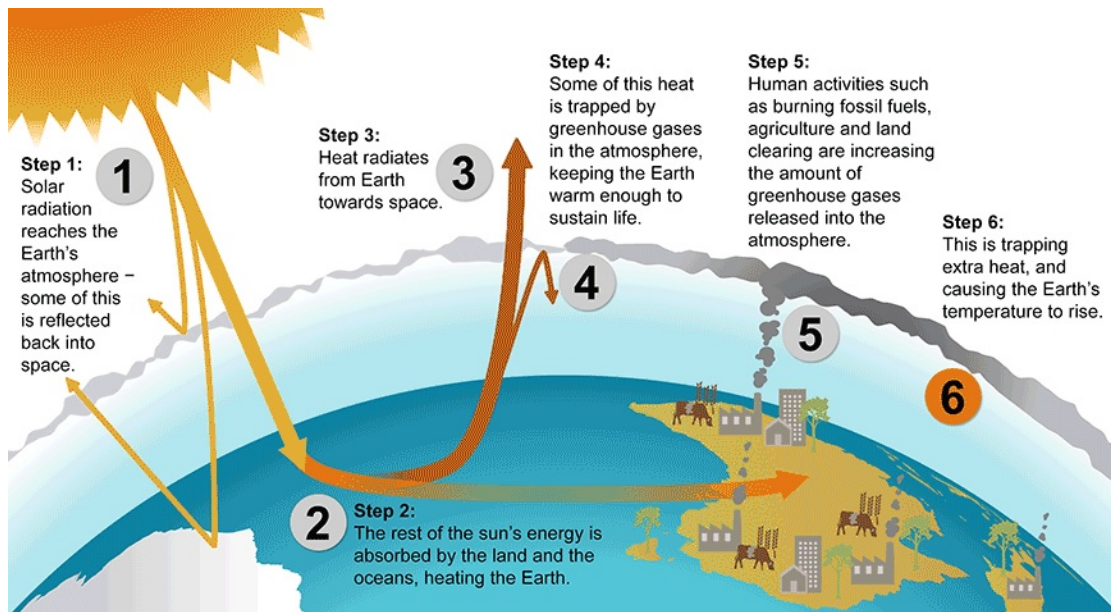 Step 1:
Solar
radiation
reaches the
Earth's
atmosphere –
some of this
is reflected
back into
space.
1
2
Step 2:
The rest of the sun's energy is
absorbed by the land and the
oceans, heating the Earth.
Step 3:
Heat radiates
from Earth
towards space.
3
Step 4:
Some of this heat
is trapped by
greenhouse gases
in the atmosphere,
keeping the Earth
warm enough to
sustain life.
4
Step 5:
Human activities such
as burning fossil fuels,
agriculture and land
clearing are increasing
the amount of
greenhouse gases
released into the
atmosphere.
5
Step 6:
This is trapping
extra heat, and
causing the Earth's
temperature to rise.
6